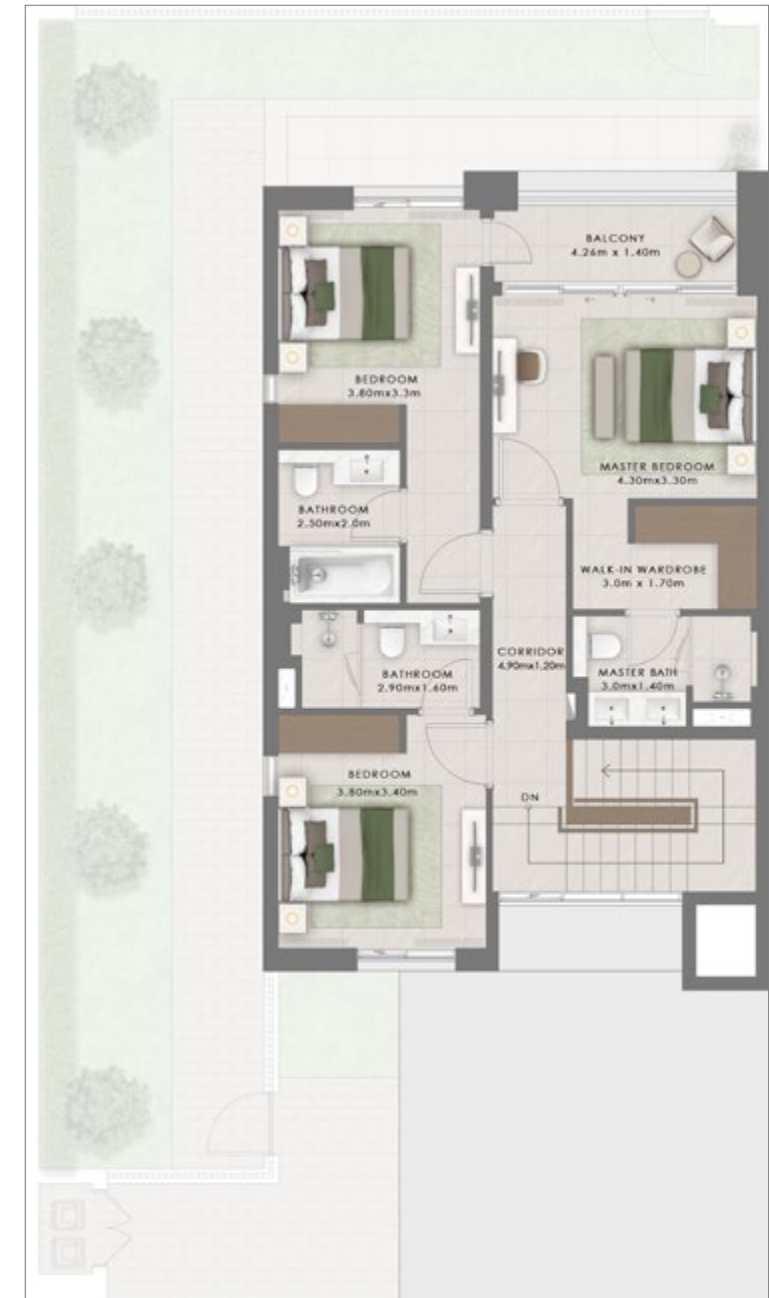 BALCONY
4.26m x 1.40m
BEDROOM
3.80mx3.3m
MASTER BEDROOM
4.30mx3.30m
BATHROOM
2.50mx2.0m
WALK-IN WARDROBE
3.0m x 1.70m
CORRIDOR
4.90mx1.20m
BATHROOM
2.90mx1.60m
MASTER BATH
3.0mx1.40m
BEDROOM
3.80mx3.40m
DN